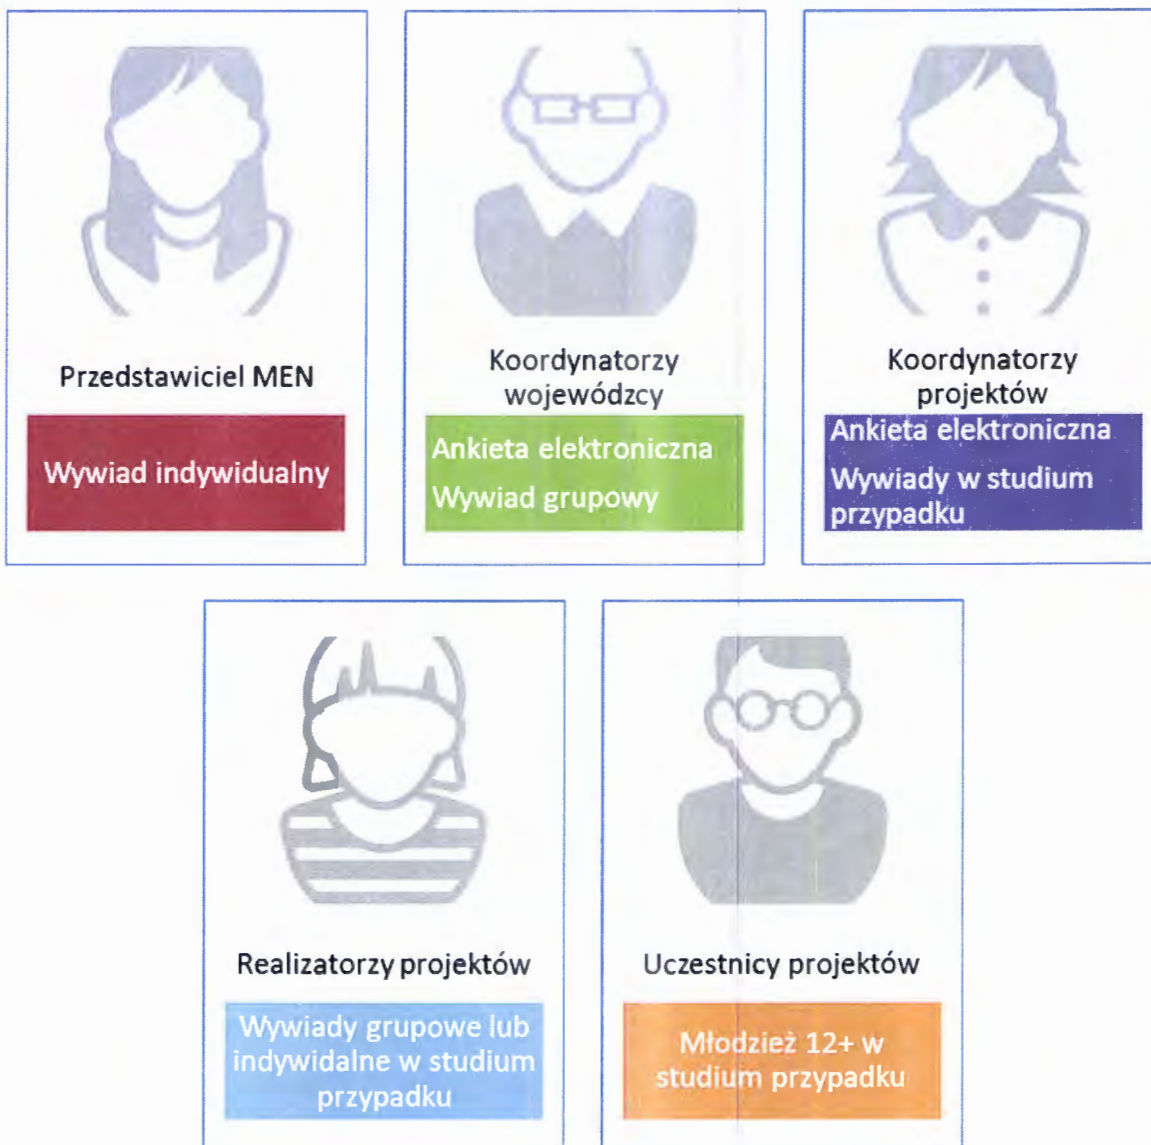 Przedstawiciel MEN
Wywiad indywidualny
Koordynatorzy
wojewódzcy
Ankieta elektroniczna
Wywiad grupowy
Koordynatorzy
projektów
Ankieta elektroniczna
Wywiady w studium
przypadku
Realizatorzy projektów
Wywiady grupowe lub
indywidalne w studium
przypadku
Uczestnicy projektów
Młodzież 12+ w
studium przypadku